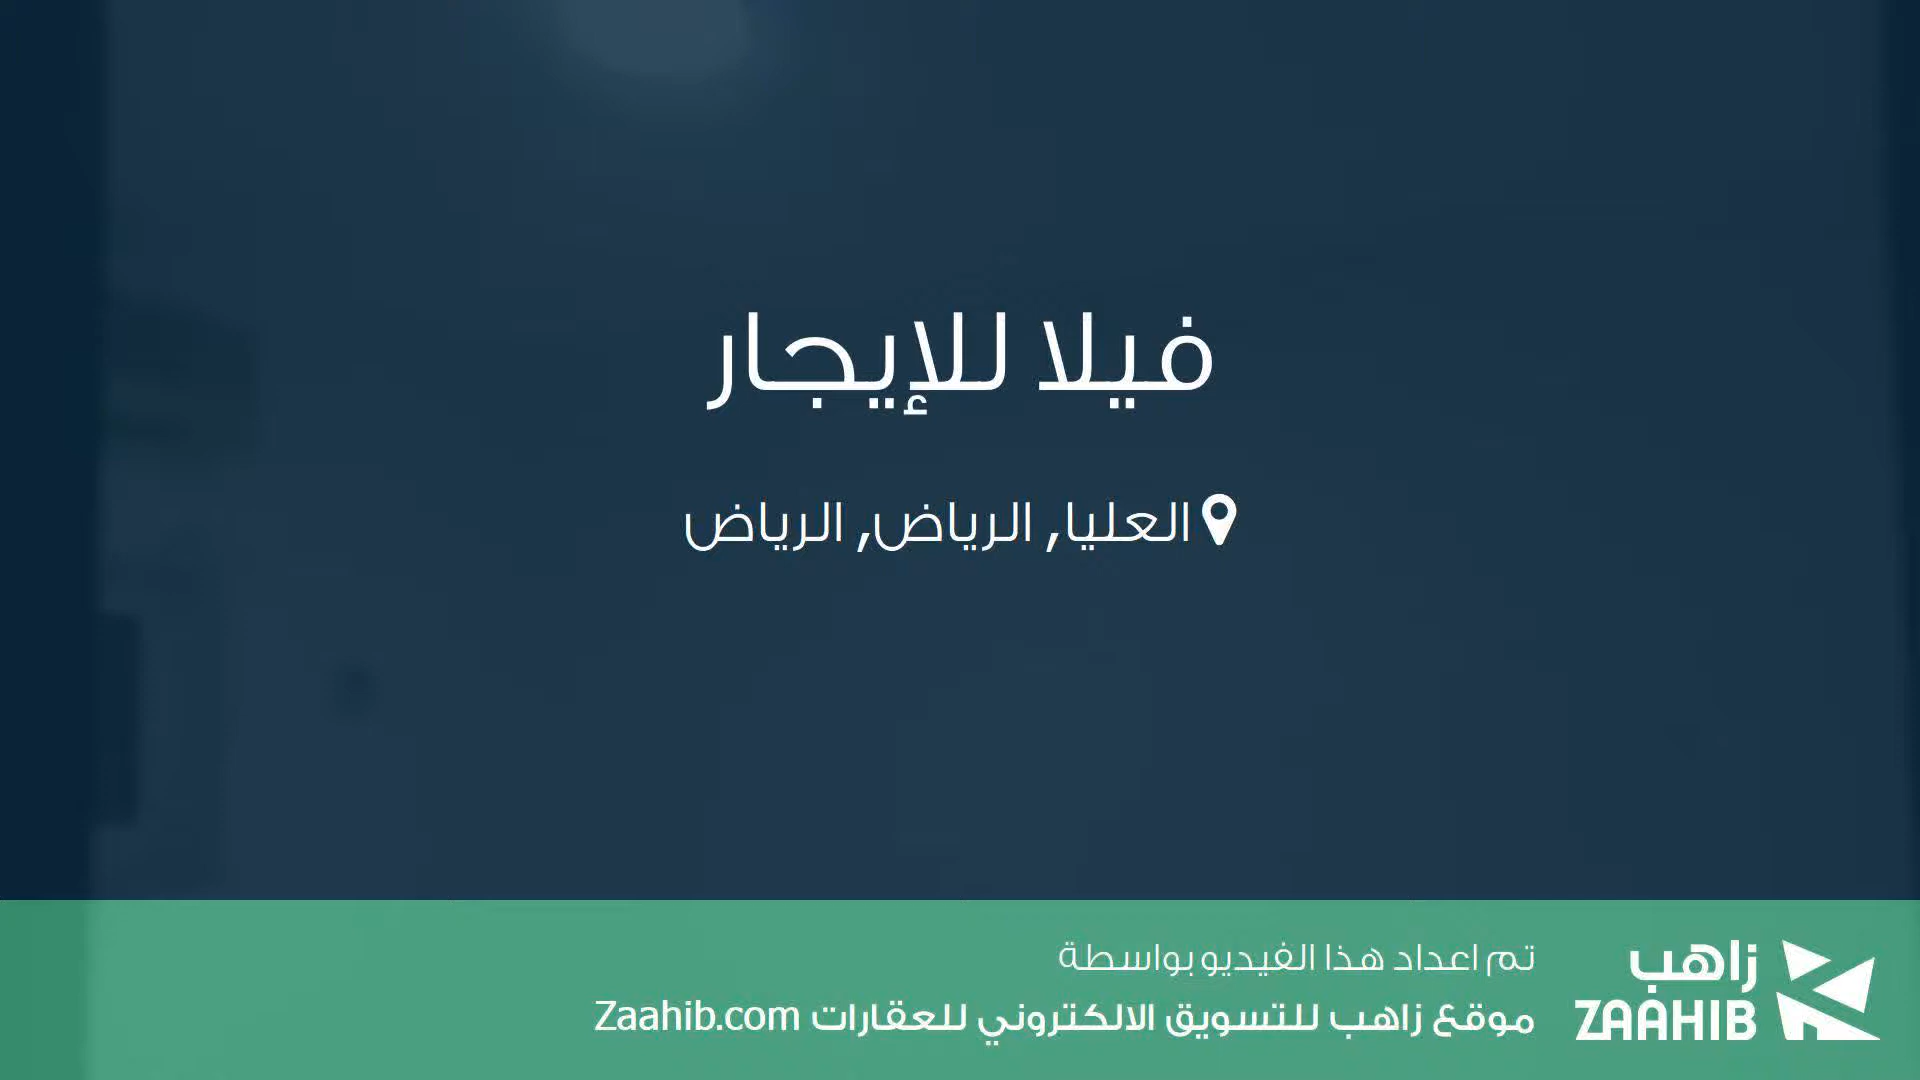 فيلا للإيجار
العليا, الرياض, الرياض
تم اعداد هذا الفيديو بواسطة
موقع زاهب للتسويق الالكتروني للعقارات Zaahib.com
زاهب
ZAAHIB